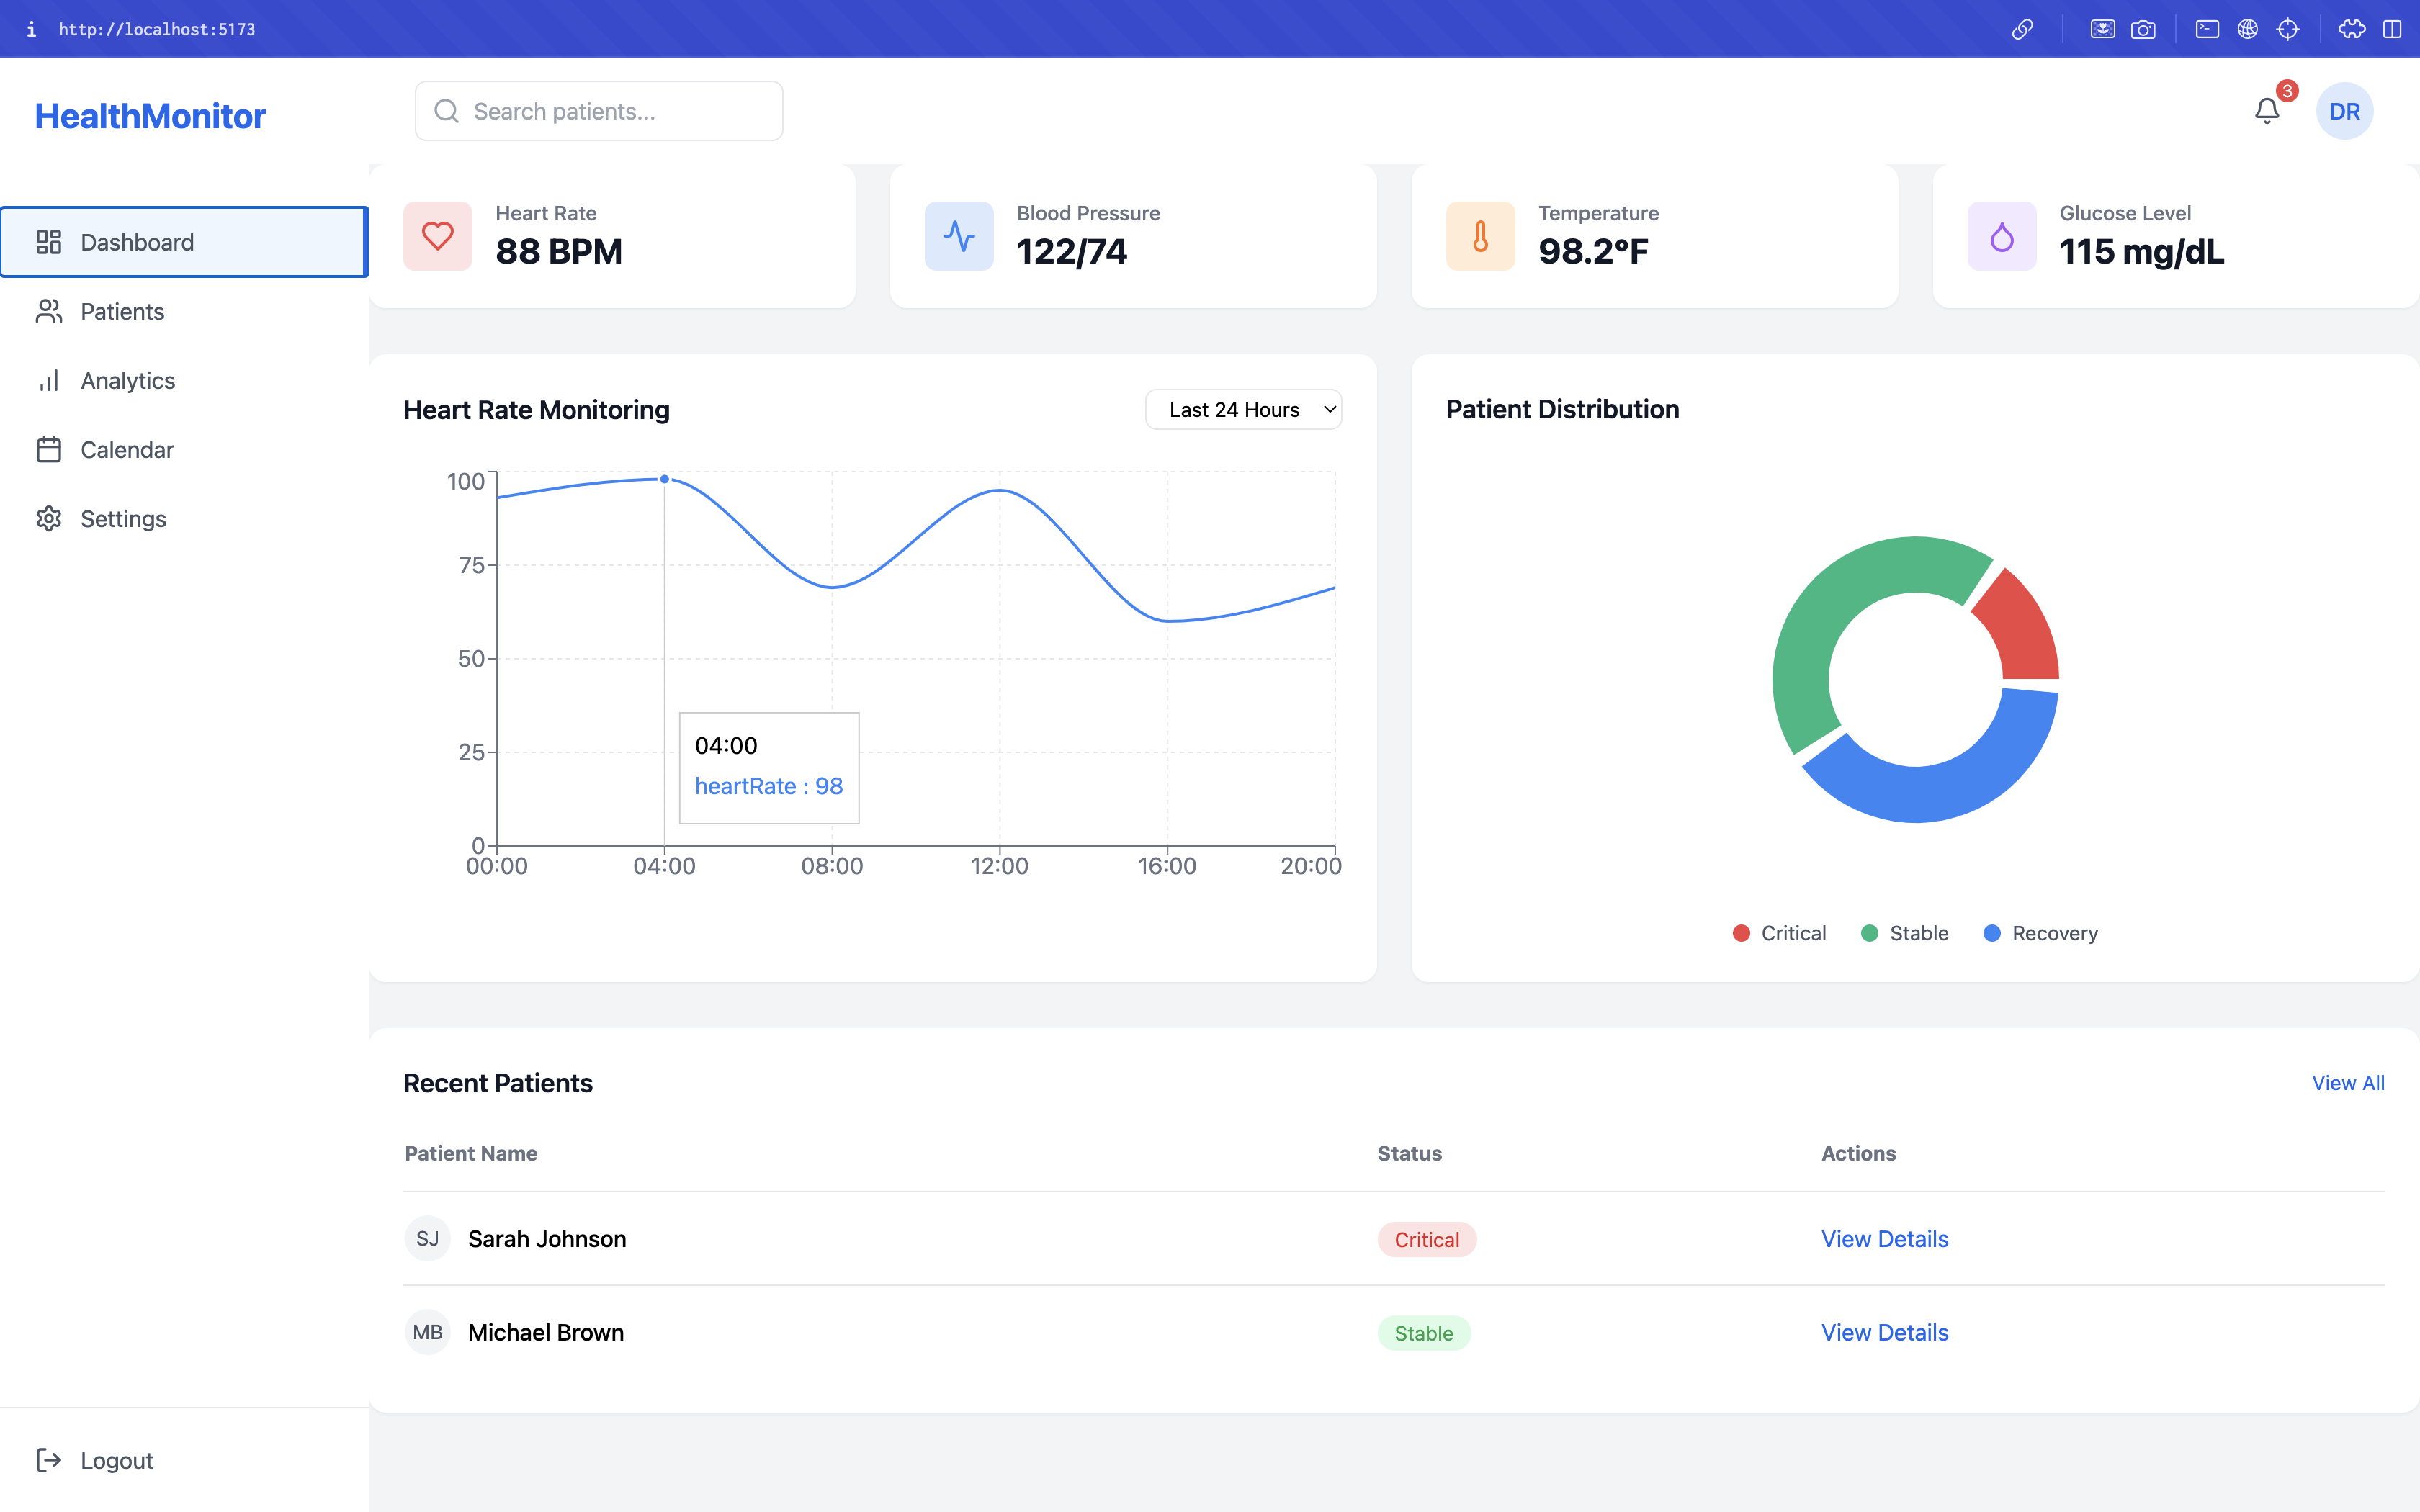 i http://localhost:5173
HealthMonitor
Search patients...
3
DR
Dashboard
Patients
Analytics
Calendar
Settings
Logout
Heart Rate
88 BPM
Blood Pressure
122/74
Temperature
98.2°F
Glucose Level
115 mg/dL
Heart Rate Monitoring
Last 24 Hours
100
75
50
25
0
04:00
heartRate : 98
00:00 04:00 08:00 12:00 16:00 20:00
Patient Distribution
Critical Stable Recovery
Recent Patients
View All
Patient Name Status Actions
SJ Sarah Johnson Critical View Details
MB Michael Brown Stable View Details